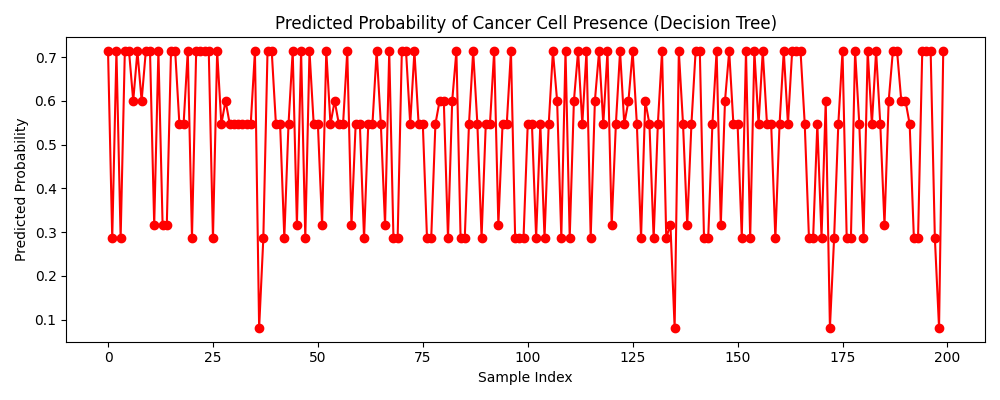 Predicted Probability of Cancer Cell Presence (Decision Tree)
Predicted Probability
0.7
0.6
0.5
0.4
0.3
0.2
0.1
0 25 50 75 100 125 150 175 200
Sample Index